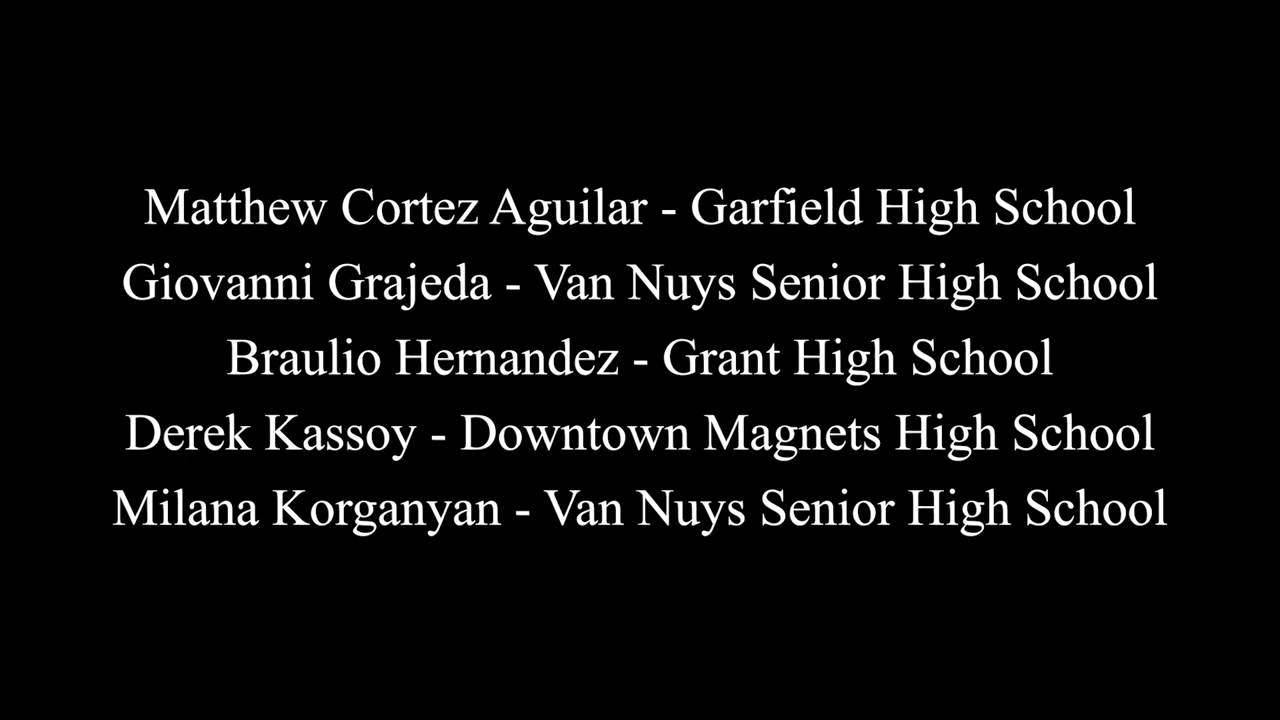 Matthew Cortez Aguilar - Garfield High School
Giovanni Grajeda - Van Nuys Senior High School
Braulio Hernandez - Grant High School
Derek Kassoy - Downtown Magnets High School
Milana Korganyan - Van Nuys Senior High School